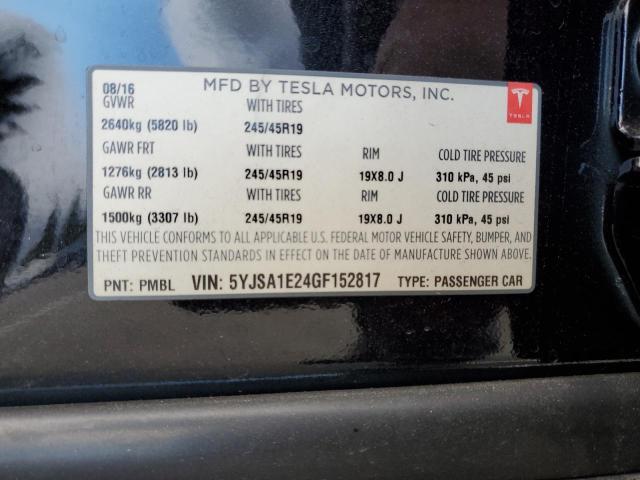 08/16 MFD BY TESLA MOTORS, INC.
TESLA
GVWR WITH TIRES
2640kg (5820 lb) 245/45R19
GAWR FRT WITH TIRES RIM COLD TIRE PRESSURE
1276kg (2813 lb) 245/45R19 19X8.0 J 310 kPa, 45 psi
GAWR RR WITH TIRES RIM COLD TIRE PRESSURE
1500kg (3307 lb) 245/45R19 19X8.0 J 310 kPa, 45 psi
THIS VEHICLE CONFORMS TO ALL APPLICABLE U.S. FEDERAL MOTOR VEHICLE SAFETY, BUMPER, AND
THEFT PREVENTION STANDARDS IN EFFECT ON THE DATE OF MANUFACTURE SHOWN ABOVE.
PNT: PMBL VIN: 5YJSA1E24GF152817 TYPE: PASSENGER CAR